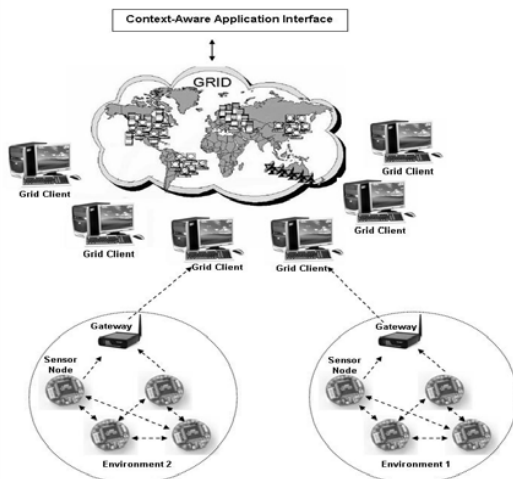 Context-Aware Application Interface
GRID
Grid Client
Grid Client
Grid Client
Grid Client
Grid Client
Grid Client
Gateway
Sensor
Node
Environment 2
Gateway
Sensor
Node
Environment 1